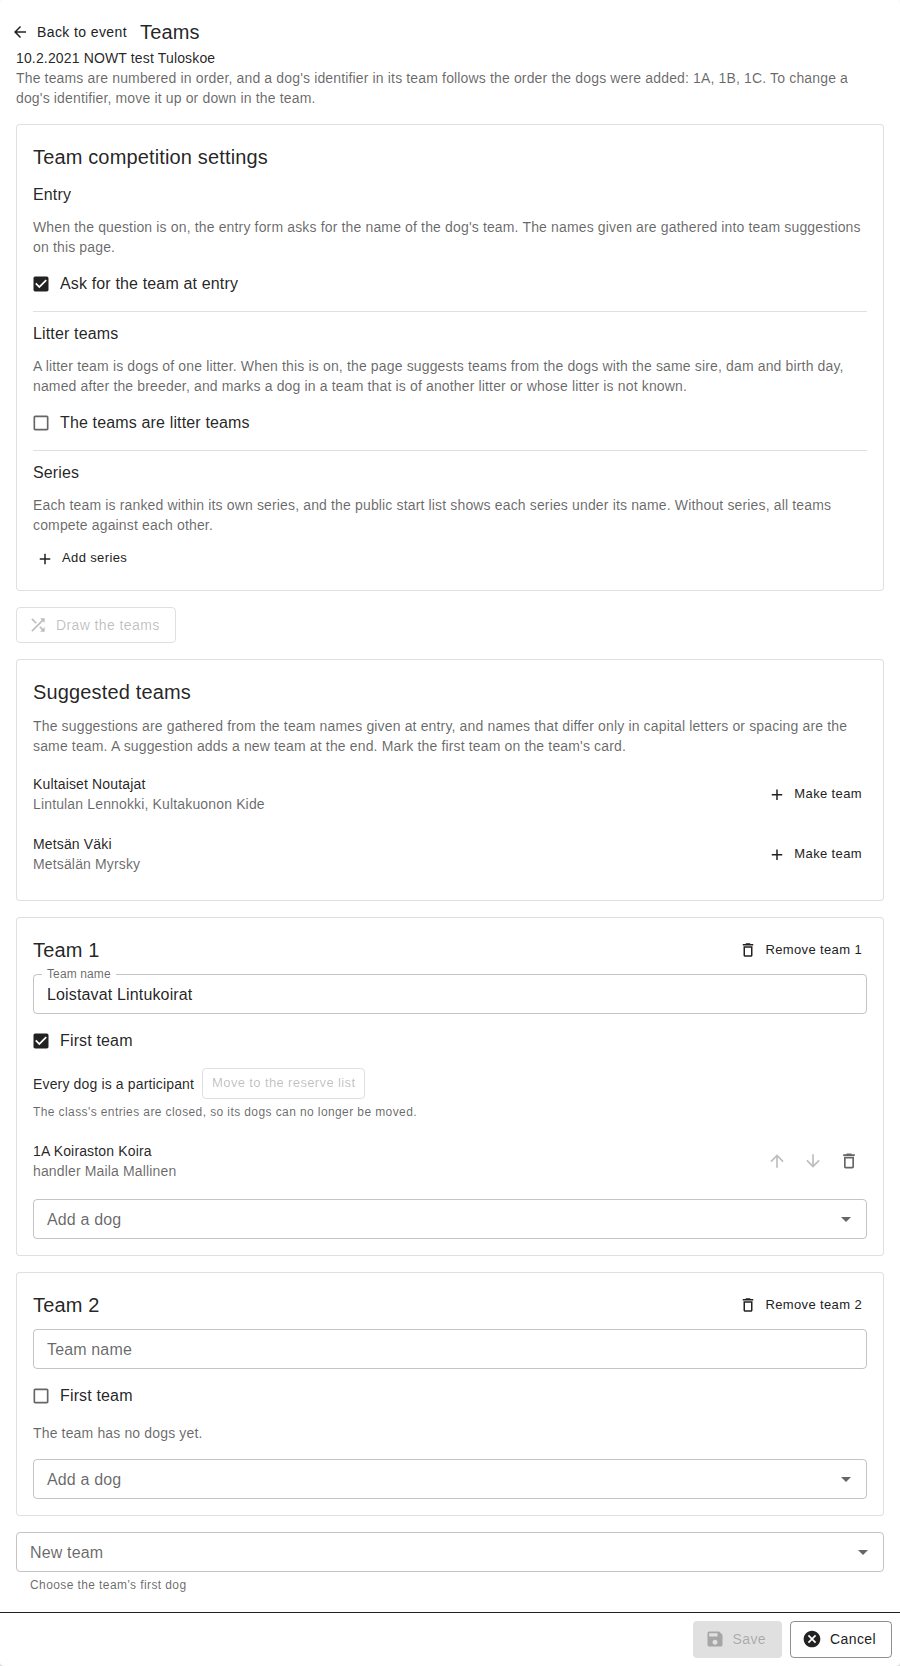 Back to event Teams
10.2.2021 NOWT test Tuloskoe
The teams are numbered in order, and a dog's identifier in its team follows the order the dogs were added: 1A, 1B, 1C. To change a
dog's identifier, move it up or down in the team.
Team competition settings
Entry
When the question is on, the entry form asks for the name of the dog's team. The names given are gathered into team suggestions
on this page.
Ask for the team at entry
Litter teams
A litter team is dogs of one litter. When this is on, the page suggests teams from the dogs with the same sire, dam and birth day,
named after the breeder, and marks a dog in a team that is of another litter or whose litter is not known.
The teams are litter teams
Series
Each team is ranked within its own series, and the public start list shows each series under its name. Without series, all teams
compete against each other.
Add series
Draw the teams
Suggested teams
The suggestions are gathered from the team names given at entry, and names that differ only in capital letters or spacing are the
same team. A suggestion adds a new team at the end. Mark the first team on the team's card.
Kultaiset Noutajat
Lintulan Lennokki, Kultakuonon Kide
Make team
Metsän Väki
Metsälän Myrsky
Make team
Team 1
Remove team 1
Team name
Loistavat Lintukoirat
First team
Every dog is a participant Move to the reserve list
The class's entries are closed, so its dogs can no longer be moved.
1A Koiraston Koira
handler Maila Mallinen
Add a dog
Team 2
Remove team 2
Team name
First team
The team has no dogs yet.
Add a dog
New team
Choose the team's first dog
Save Cancel